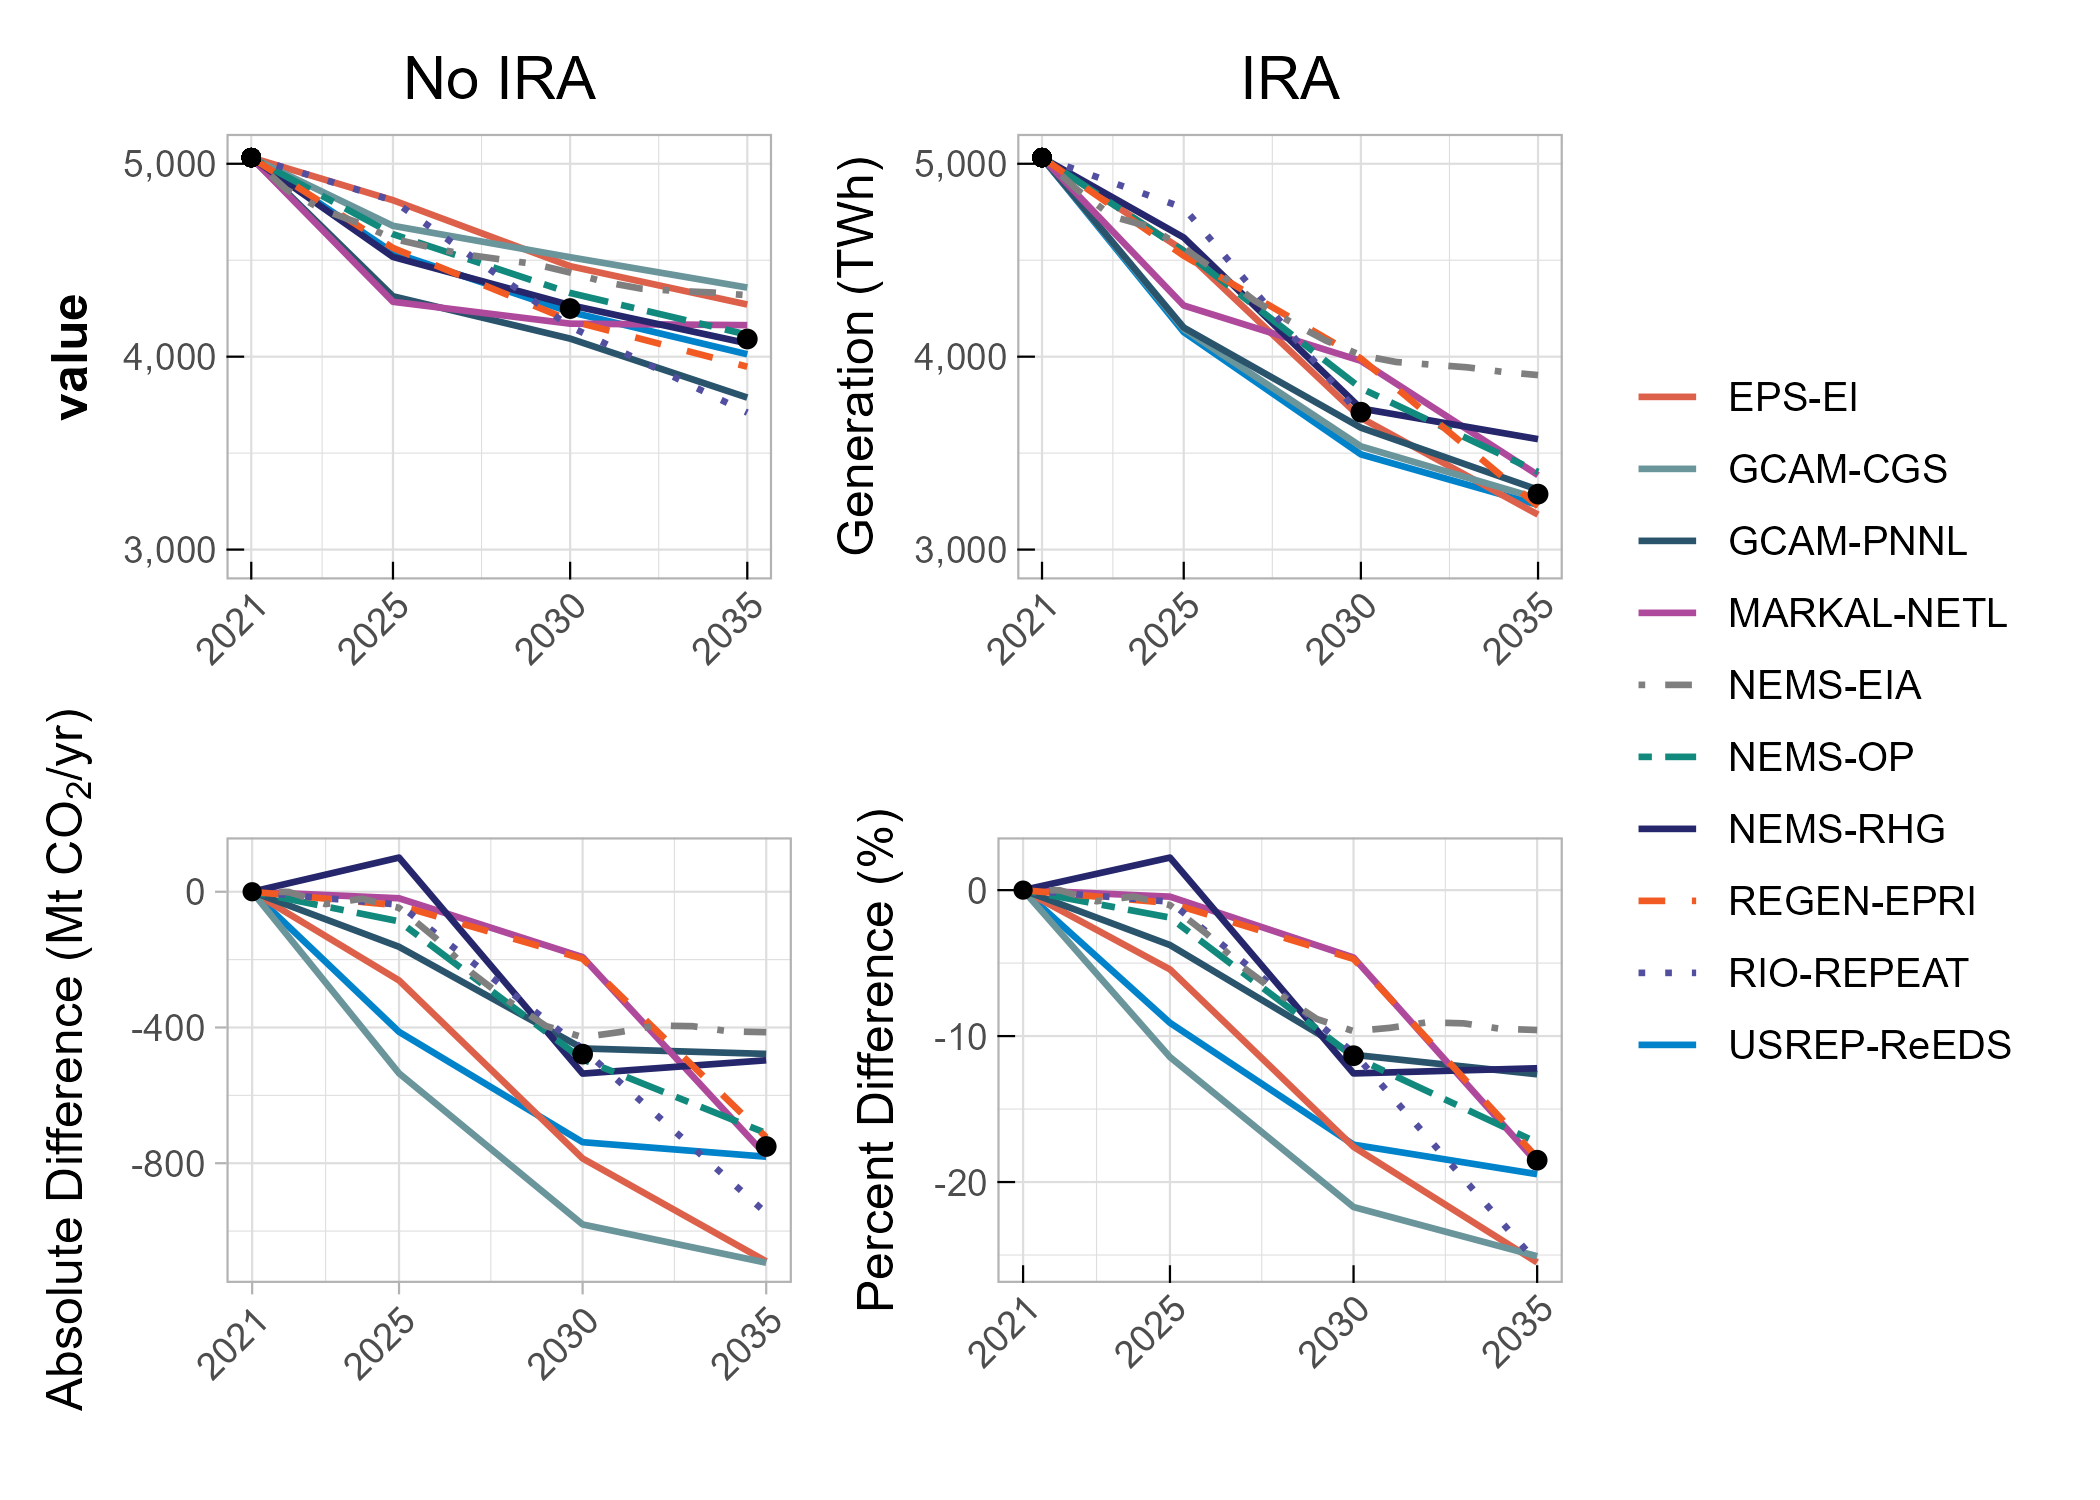 No IRA
IRA
value
5,000
4,000
3,000
2021
2025
2030
2035
Generation (TWh)
5,000
4,000
3,000
2021
2025
2030
2035
Absolute Difference (Mt CO₂/yr)
0
-400
-800
2021
2025
2030
2035
Percent Difference (%)
0
-10
-20
2021
2025
2030
2035
EPS-EI
GCAM-CGS
GCAM-PNNL
MARKAL-NETL
NEMS-EIA
NEMS-OP
NEMS-RHG
REGEN-EPRI
RIO-REPEAT
USREP-ReEDS